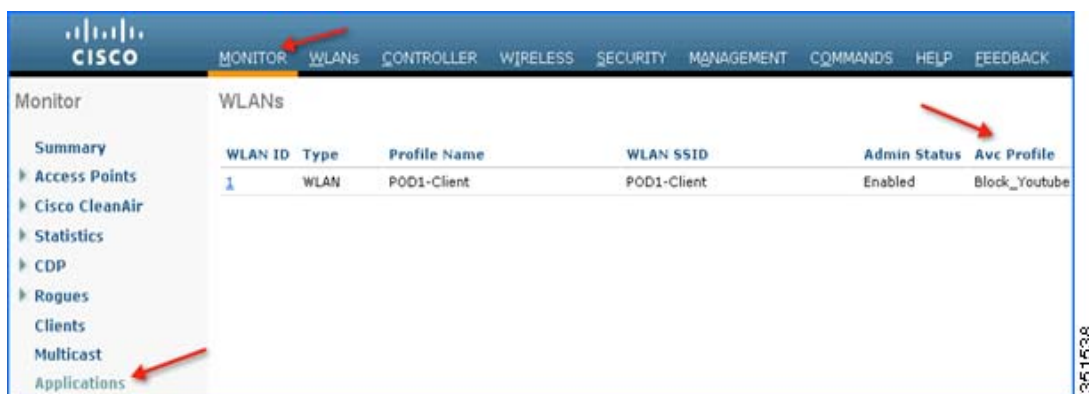 CISCO
MONITOR WLANs CONTROLLER WIRELESS SECURITY MANAGEMENT COMMANDS HELP FEEDBACK
Monitor
Summary
Access Points
Cisco CleanAir
Statistics
CDP
Rogues
Clients
Multicast
Applications
WLANs
WLAN ID Type Profile Name WLAN SSID Admin Status Avc Profile
1 WLAN POD1-Client POD1-Client Enabled Block_Youtube
351538